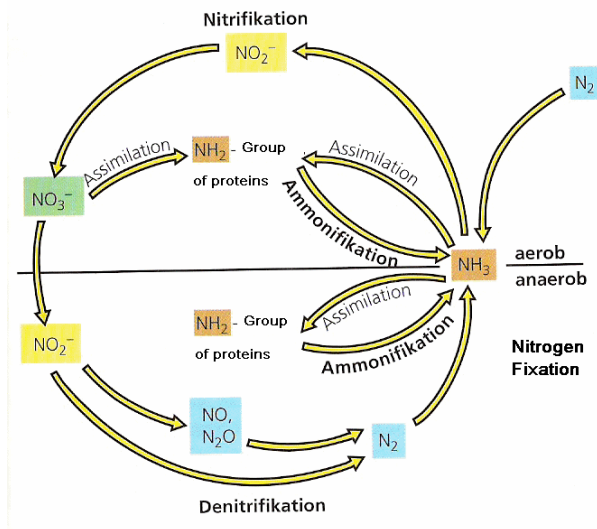 Nitrifikation
NO₂⁻
N₂
Assimilation
NH₂ - Group
of proteins
Assimilation
NO₃⁻
Ammonifikation
NH₃
aerob
anaerob
Assimilation
NH₂ - Group
of proteins
Ammonifikation
NO₂⁻
Nitrogen
Fixation
NO,
N₂O
N₂
Denitrifikation